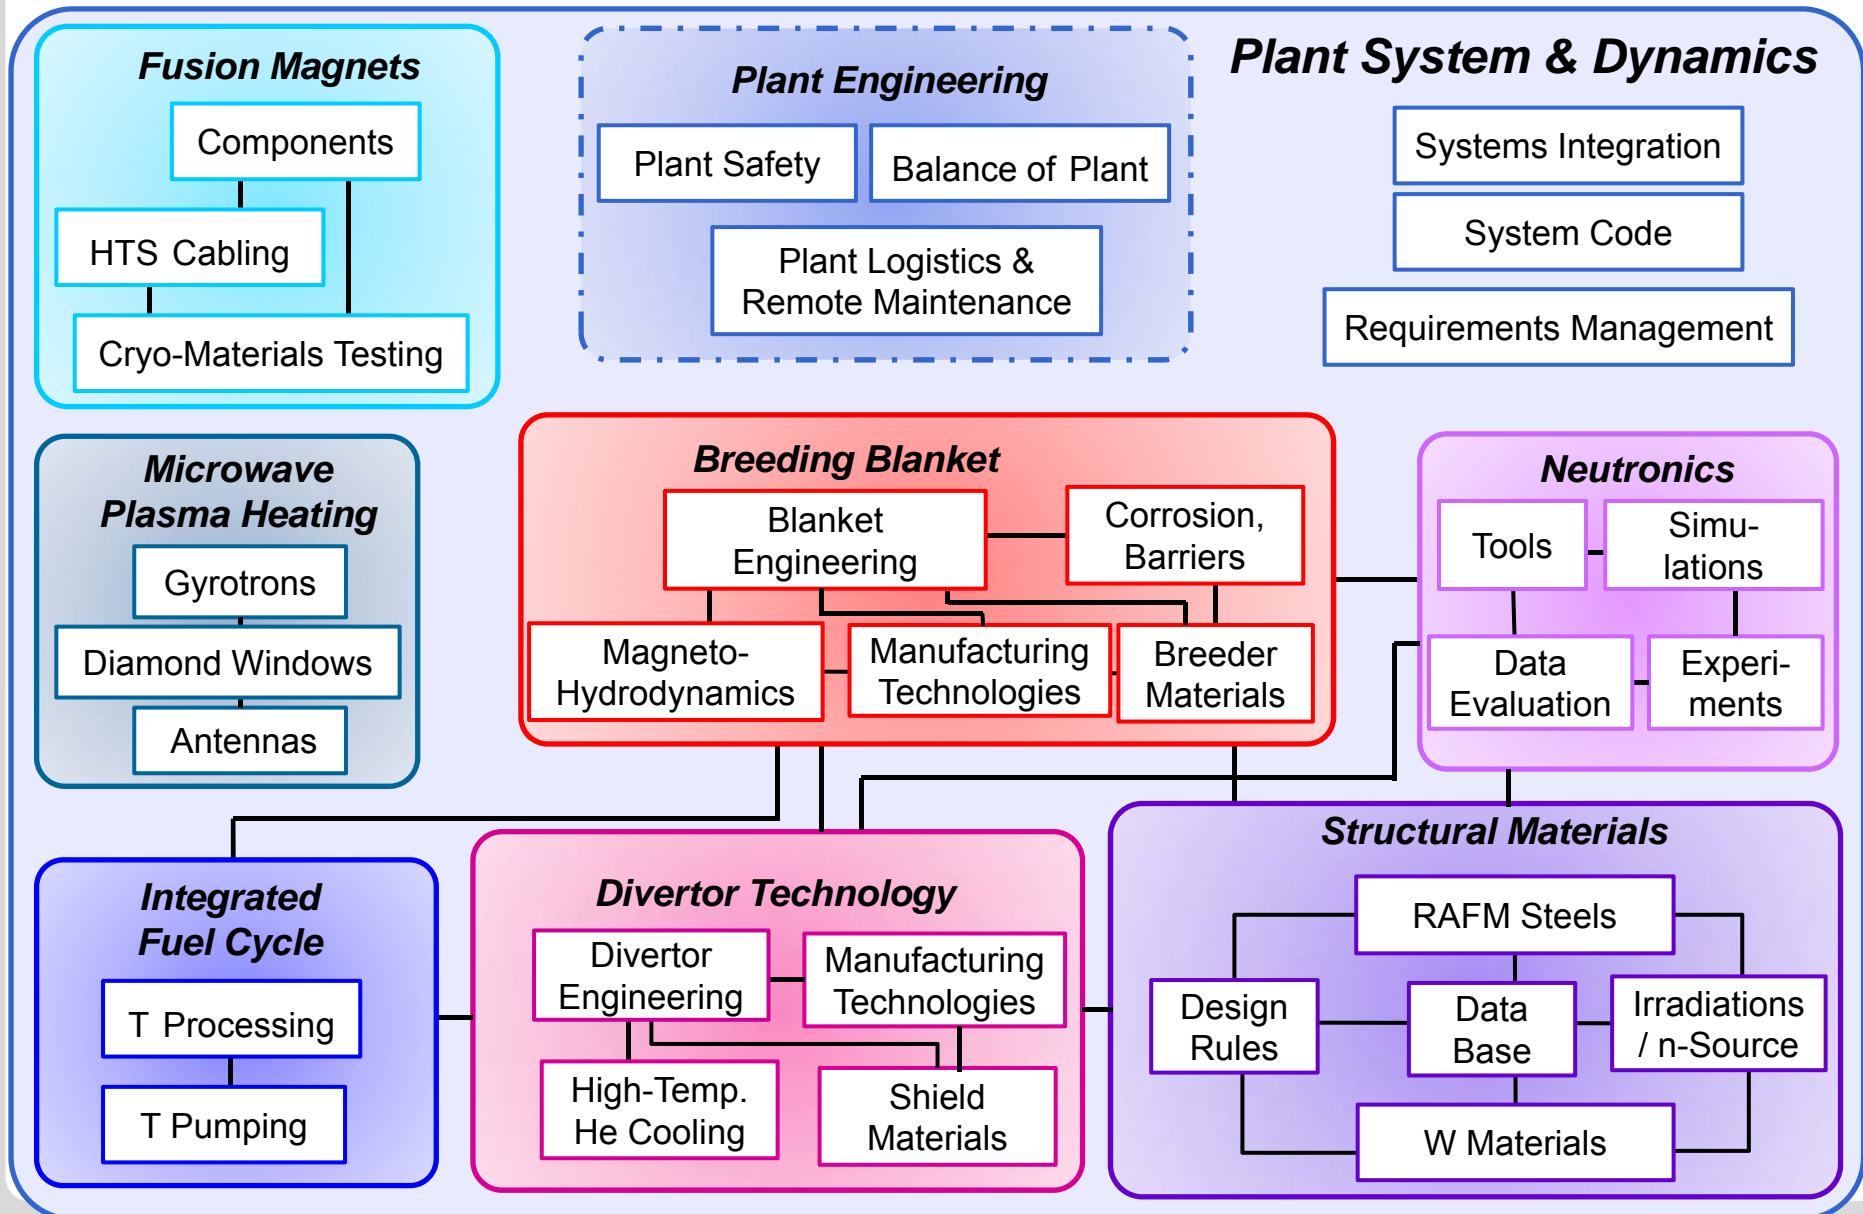 Plant System & Dynamics
Systems Integration
System Code
Requirements Management
Fusion Magnets
Components
HTS Cabling
Cryo-Materials Testing
Plant Engineering
Plant Safety
Balance of Plant
Plant Logistics &
Remote Maintenance
Microwave
Plasma Heating
Gyrotrons
Diamond Windows
Antennas
Breeding Blanket
Blanket
Engineering
Corrosion,
Barriers
Magneto-
Hydrodynamics
Manufacturing
Technologies
Breeder
Materials
Neutronics
Tools
Simu-
lations
Data
Evaluation
Experi-
ments
Integrated
Fuel Cycle
T Processing
T Pumping
Divertor Technology
Divertor
Engineering
Manufacturing
Technologies
High-Temp.
He Cooling
Shield
Materials
Structural Materials
RAFM Steels
Design
Rules
Data
Base
Irradiations
/ n-Source
W Materials